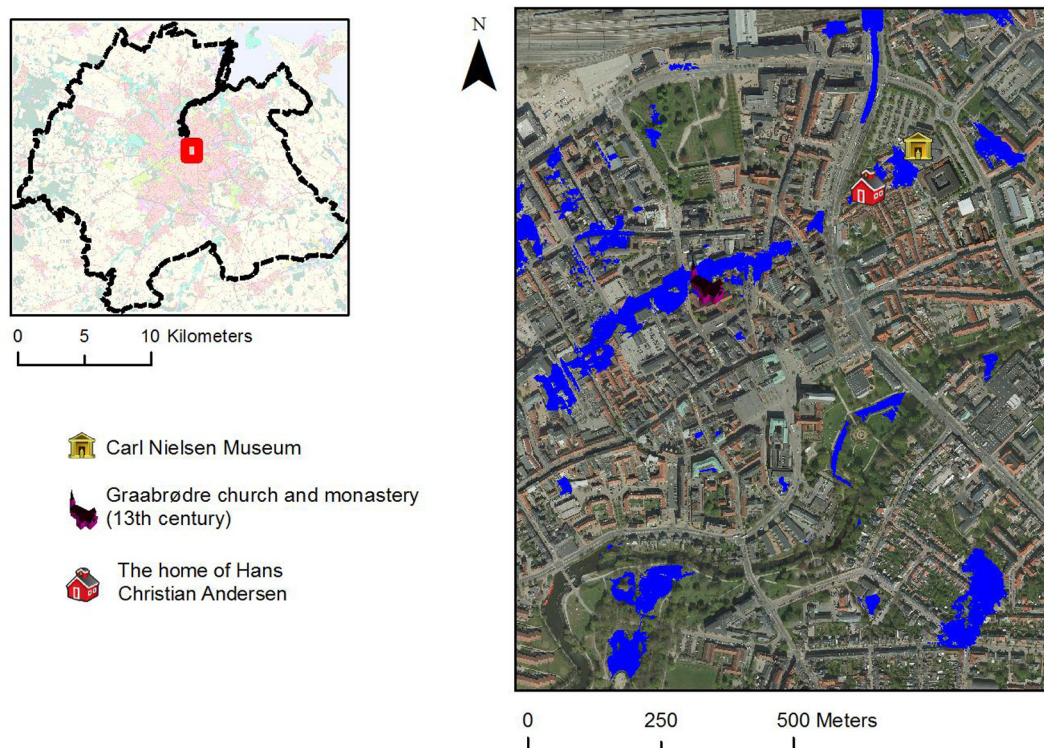 N
0 5 10 Kilometers
Carl Nielsen Museum
Graabrødre church and monastery
(13th century)
The home of Hans
Christian Andersen
0 250 500 Meters